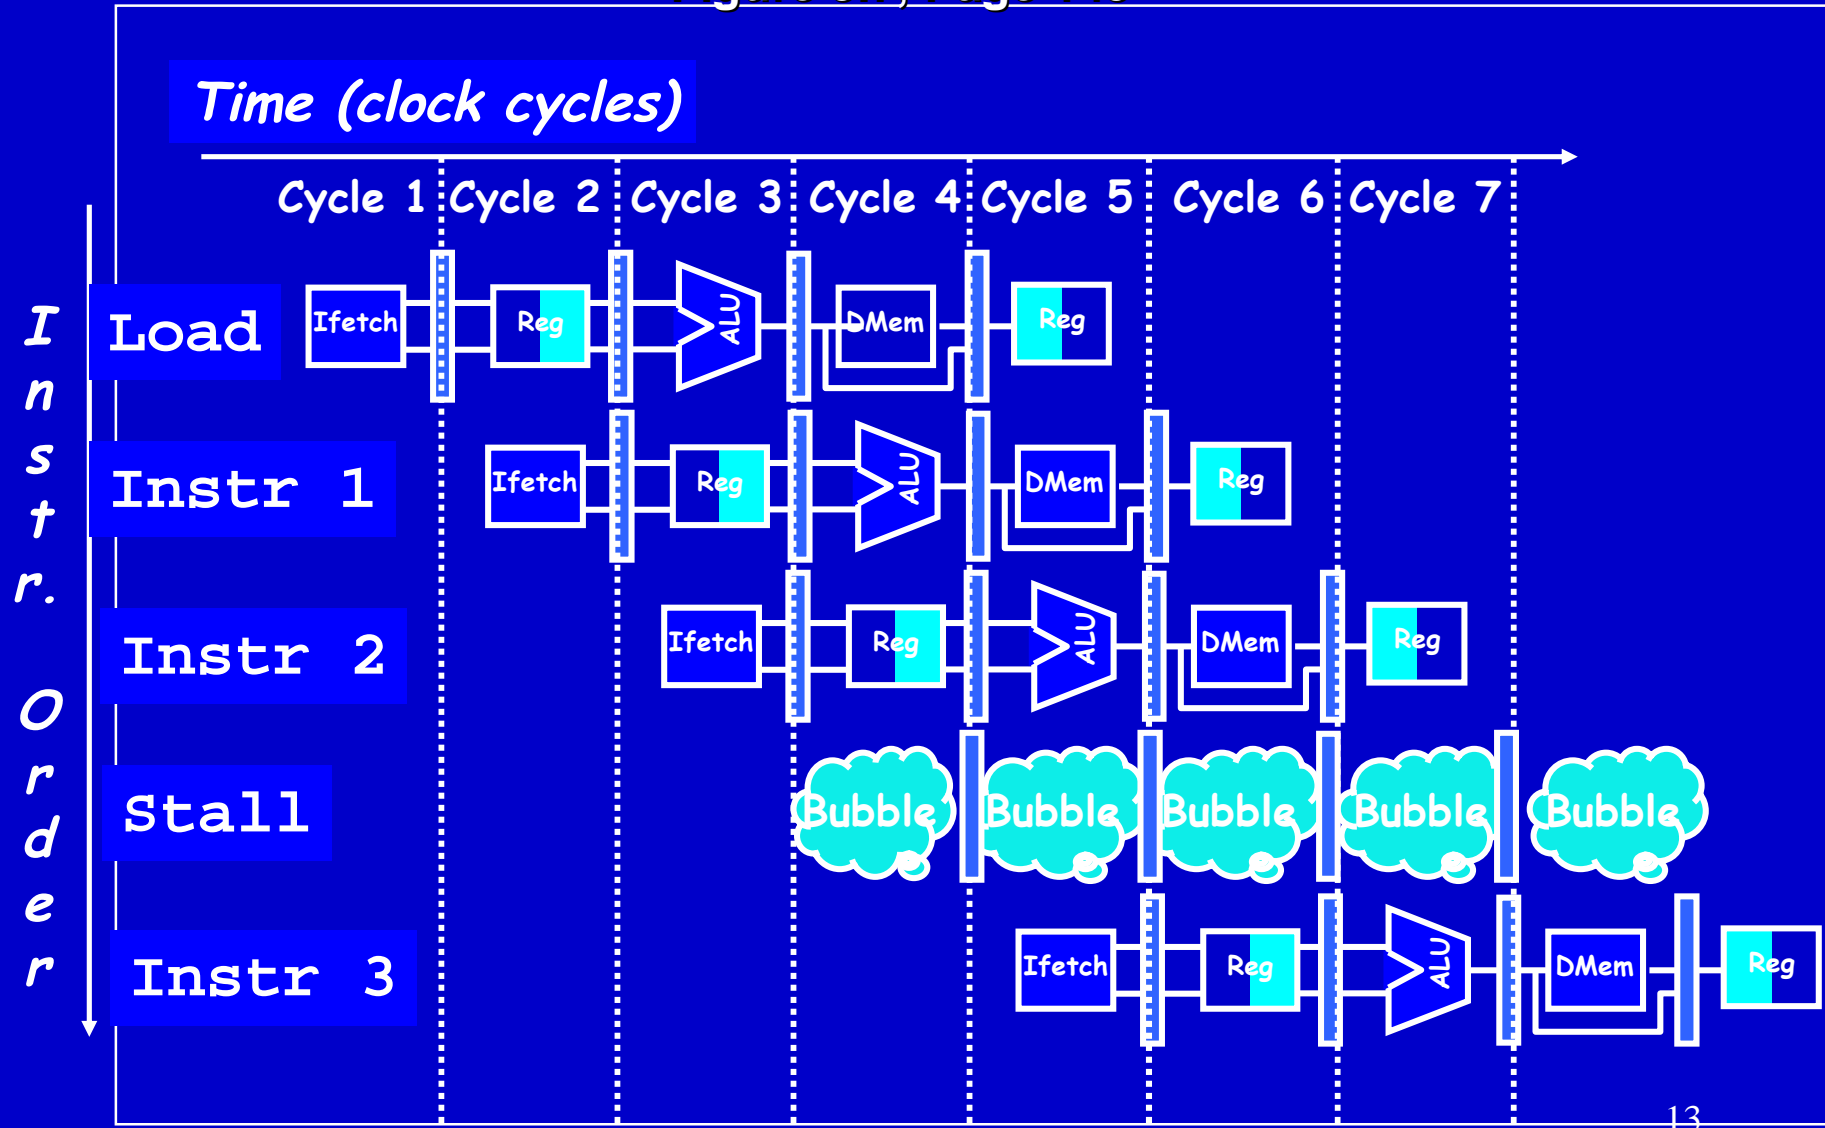 Time (clock cycles)
Cycle 1 Cycle 2 Cycle 3 Cycle 4 Cycle 5 Cycle 6 Cycle 7
Instr. Order
Load Ifetch Reg ALU DMem Reg
Instr 1 Ifetch Reg ALU DMem Reg
Instr 2 Ifetch Reg ALU DMem Reg
Stall Bubble Bubble Bubble Bubble Bubble
Instr 3 Ifetch Reg ALU DMem Reg
13